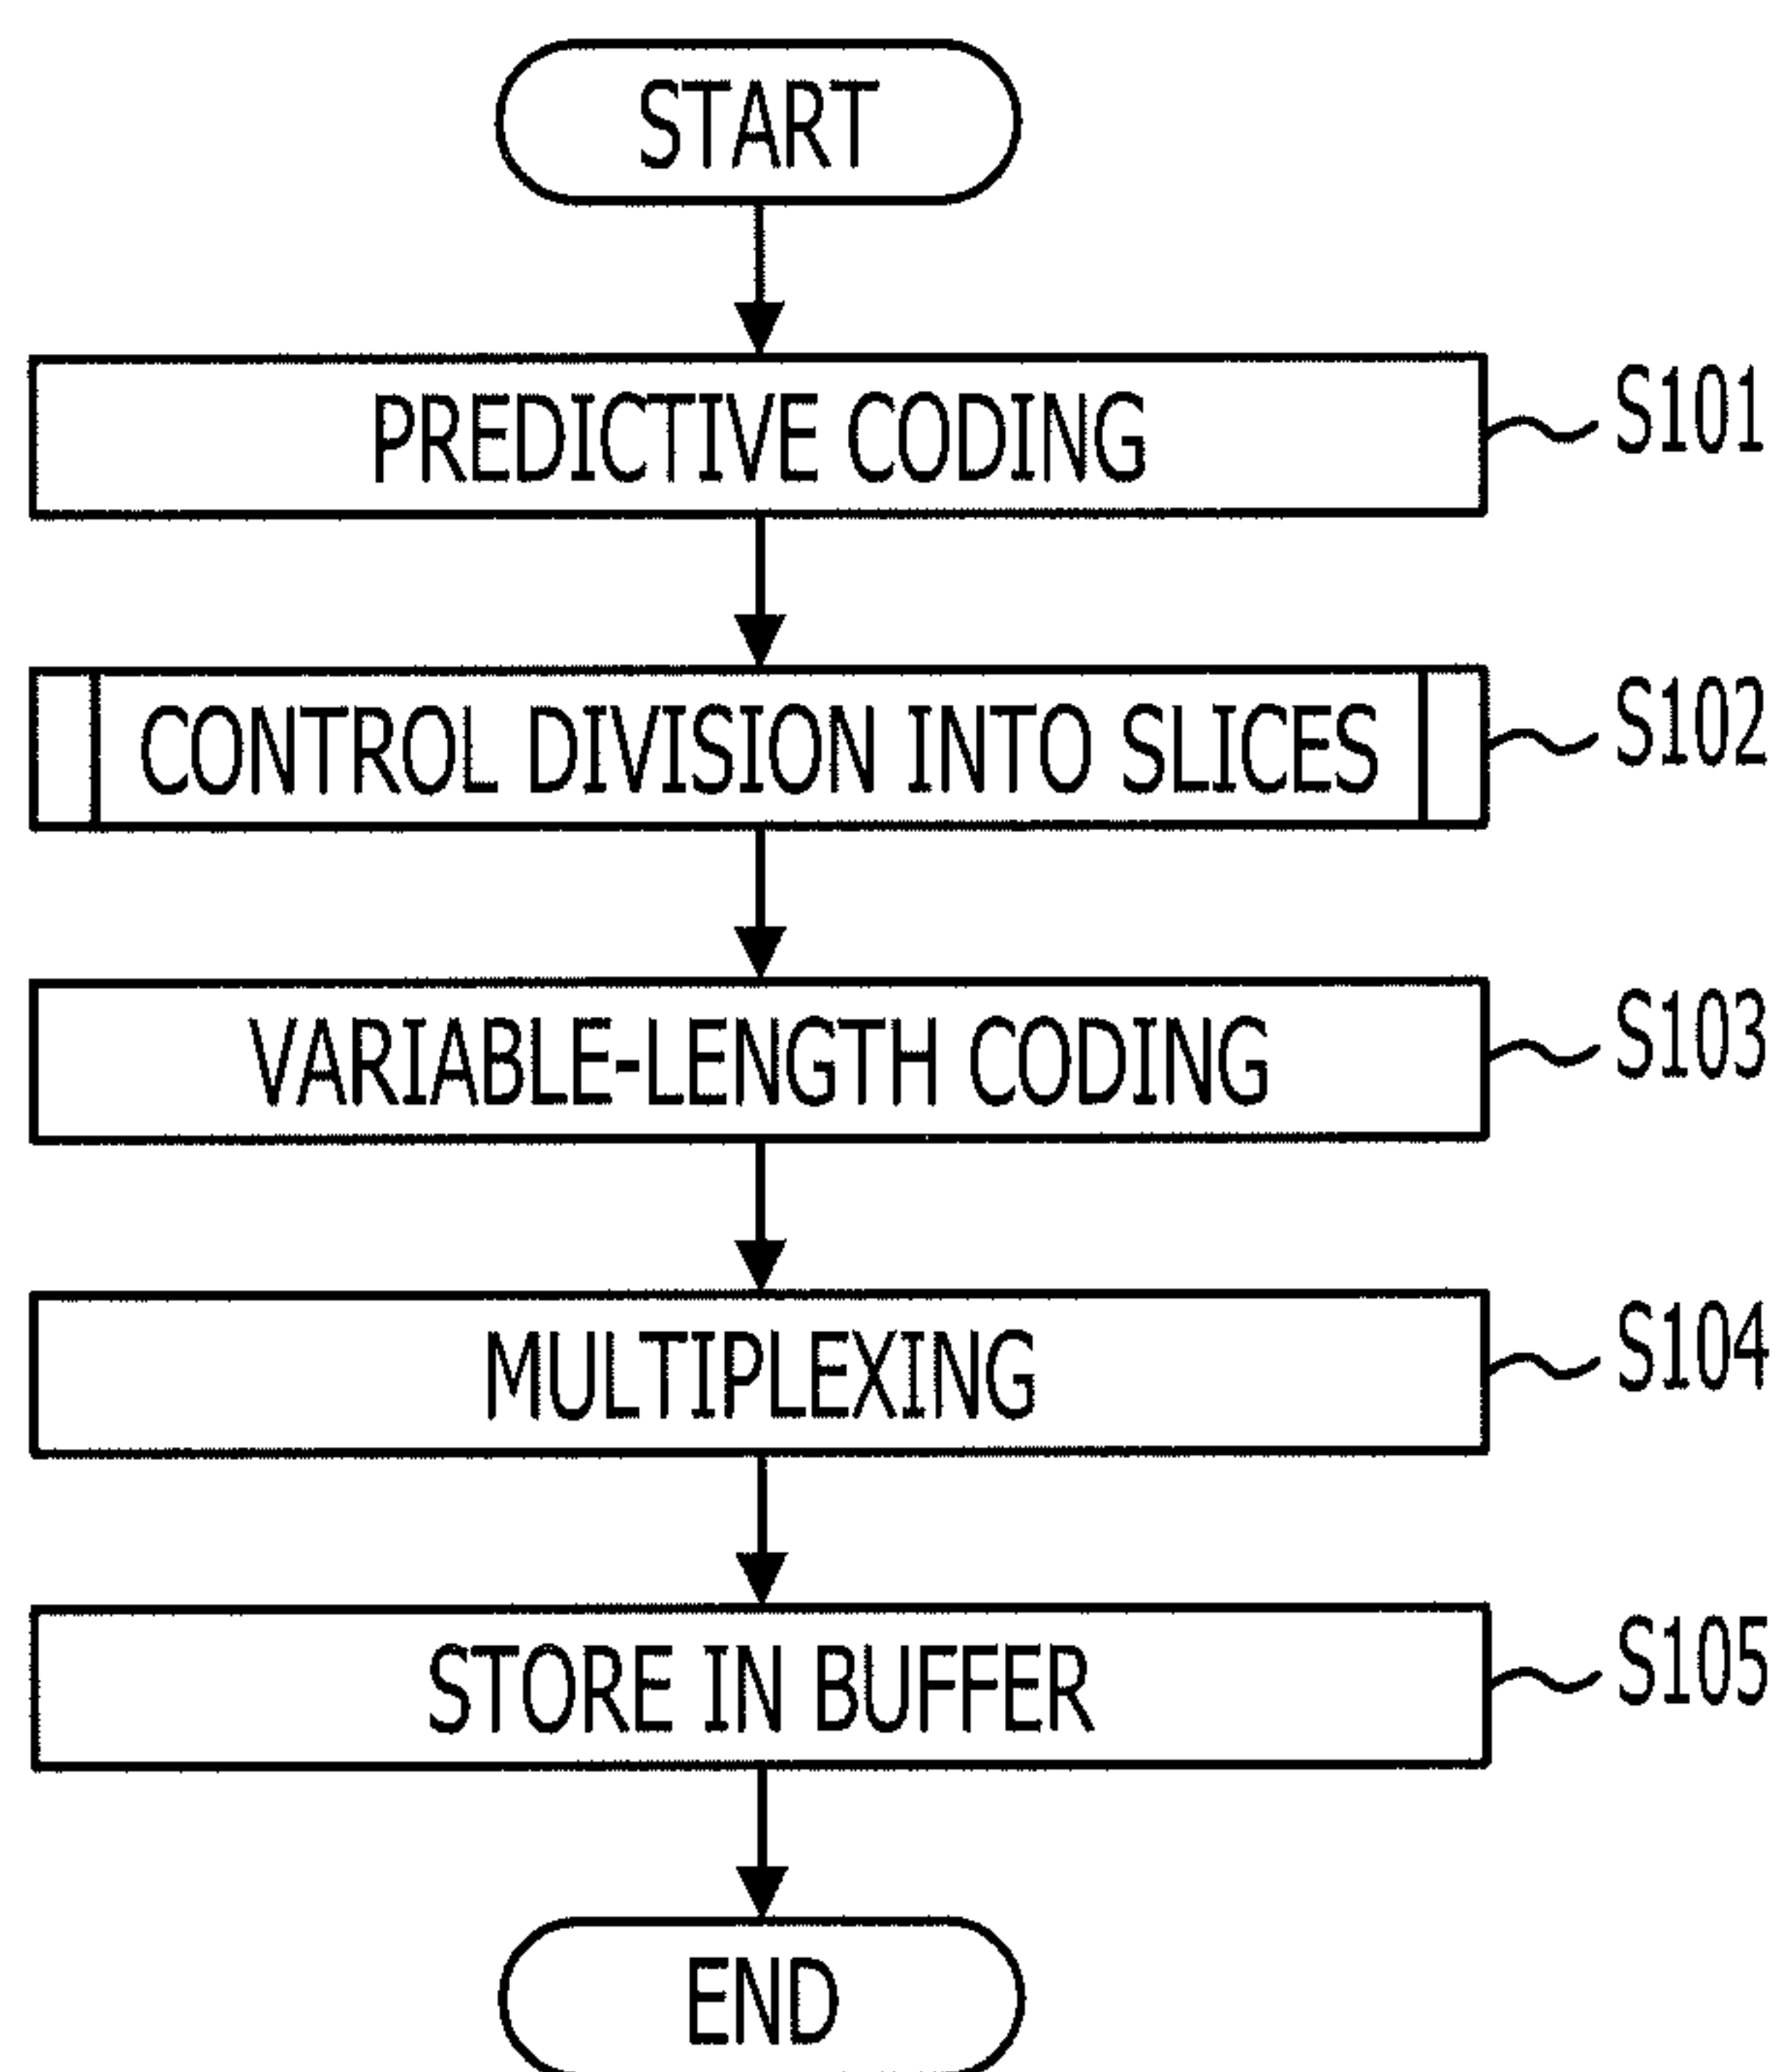 START
PREDICTIVE CODING
S101
CONTROL DIVISION INTO SLICES
S102
VARIABLE-LENGTH CODING
S103
MULTIPLEXING
S104
STORE IN BUFFER
S105
END